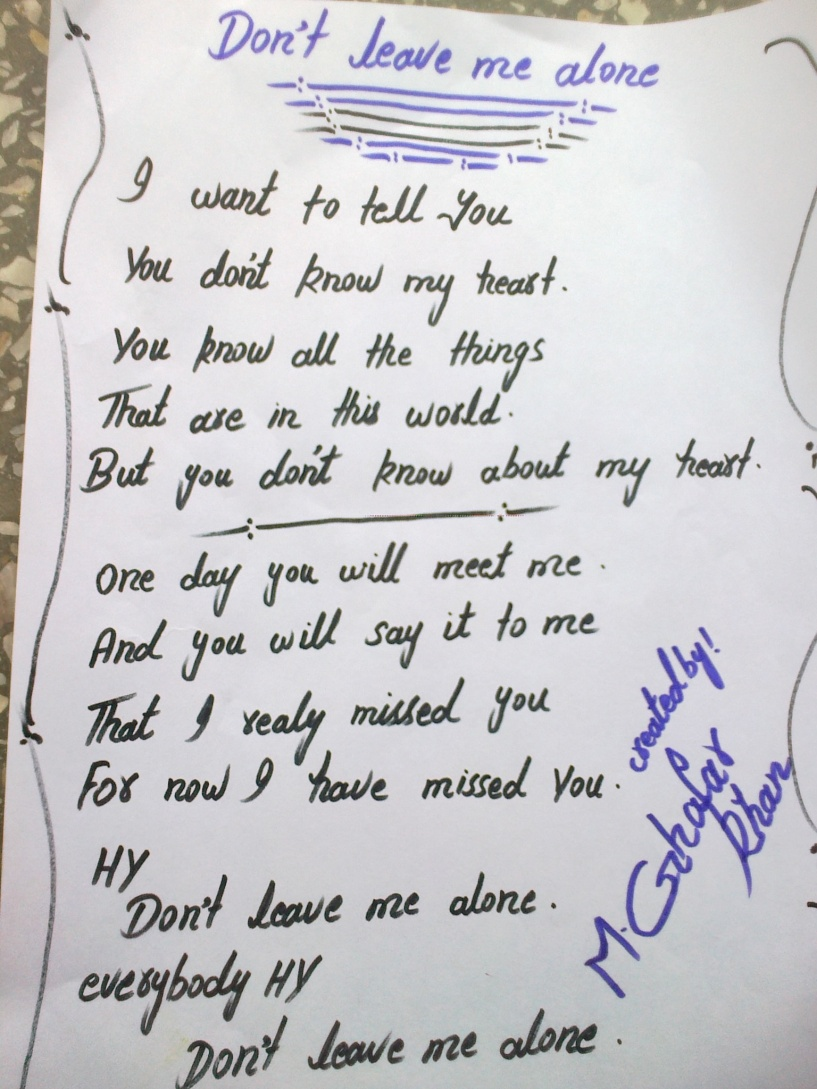 Don't leave me alone
I want to tell You
You don't know my heart.
You know all the things
That are in this world.
But you don't know about my heart.
One day you will meet me.
And you will say it to me
That I realy missed you
For now I have missed You.
HY
Don't leave me alone.
everybody HY
Don't leave me alone.
created by!
M. Ghafar
Khan